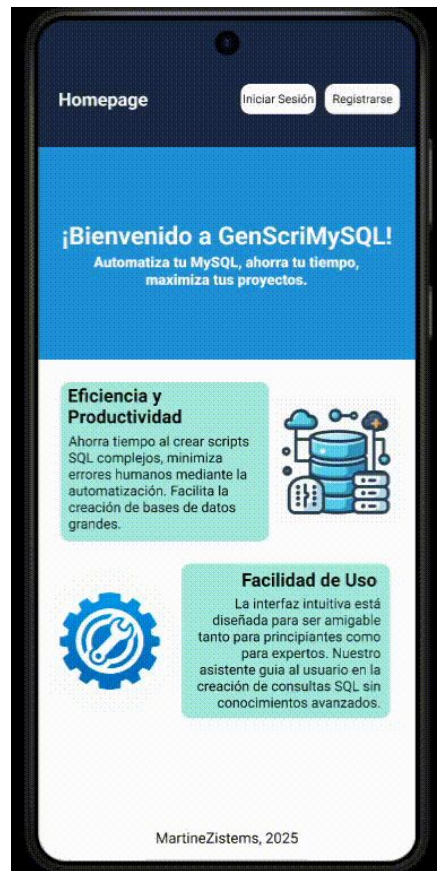 Homepage
Iniciar Sesión
Registrarse
¡Bienvenido a GenScriMySQL!
Automatiza tu MySQL, ahorra tu tiempo,
maximiza tus proyectos.
Eficiencia y
Productividad
Ahorra tiempo al crear scripts
SQL complejos, minimiza
errores humanos mediante la
automatización. Facilita la
creación de bases de datos
grandes.
Facilidad de Uso
La interfaz intuitiva está
diseñada para ser amigable
tanto para principiantes como
para expertos. Nuestro
asistente guia al usuario en la
creación de consultas SQL sin
conocimientos avanzados.
MartineZistems, 2025